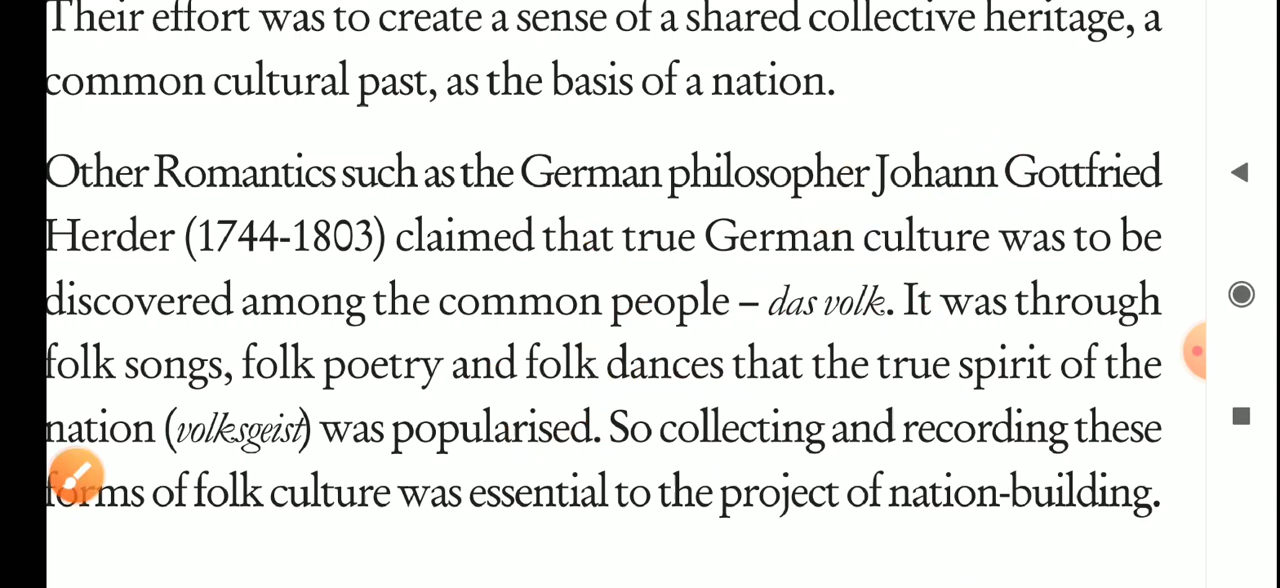 Their effort was to create a sense of a shared collective heritage, a
common cultural past, as the basis of a nation.
Other Romantics such as the German philosopher Johann Gottfried
Herder (1744-1803) claimed that true German culture was to be
discovered among the common people – das volk. It was through
folk songs, folk poetry and folk dances that the true spirit of the
nation (volksgeist) was popularised. So collecting and recording these
forms of folk culture was essential to the project of nation-building.